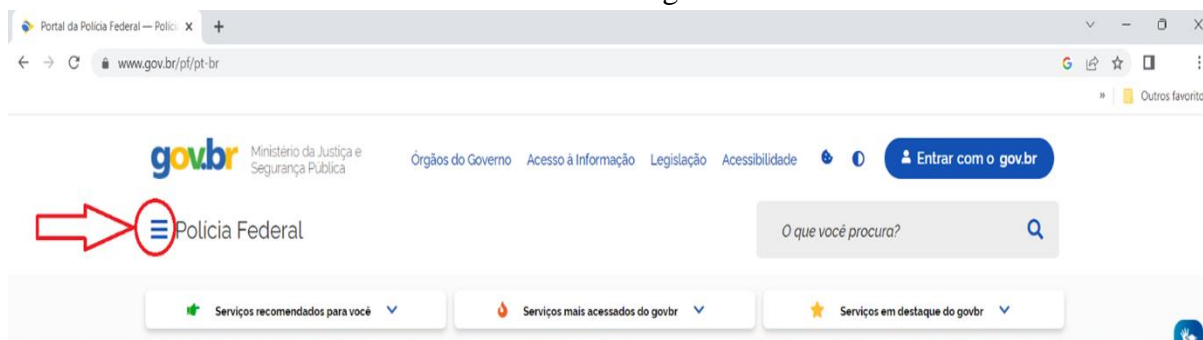 Portal da Polícia Federal — Políci
www.gov.br/pf/pt-br
Outros favorito
gov.br Ministério da Justiça e
Segurança Pública
Órgãos do Governo Acesso à Informação Legislação Acessibilidade Entrar com o gov.br
Polícia Federal O que você procura?
Serviços recomendados para você Serviços mais acessados do govbr Serviços em destaque do govbr